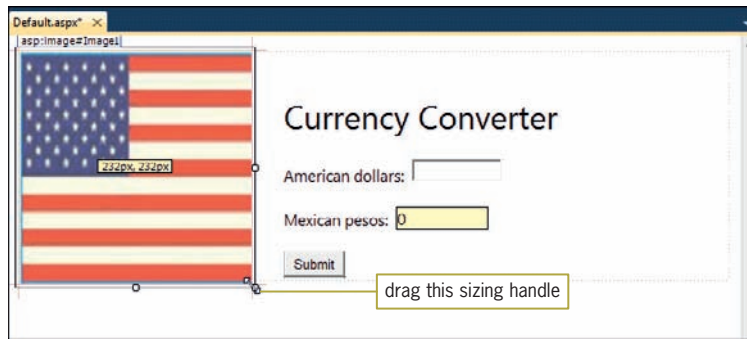 Default.aspx*
asp:image#Image1
232px, 232px
Currency Converter
American dollars:
Mexican pesos: 0
Submit
drag this sizing handle